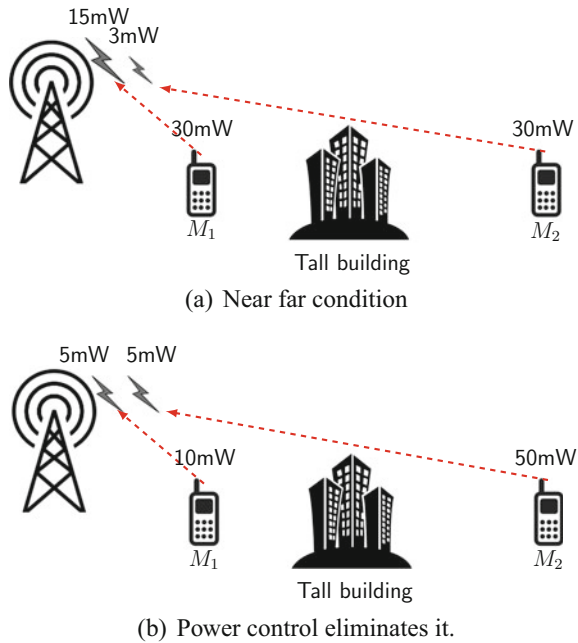 15mW
3mW
30mW
30mW
M₁
M₂
Tall building
(a) Near far condition
5mW
5mW
10mW
50mW
M₁
M₂
Tall building
(b) Power control eliminates it.